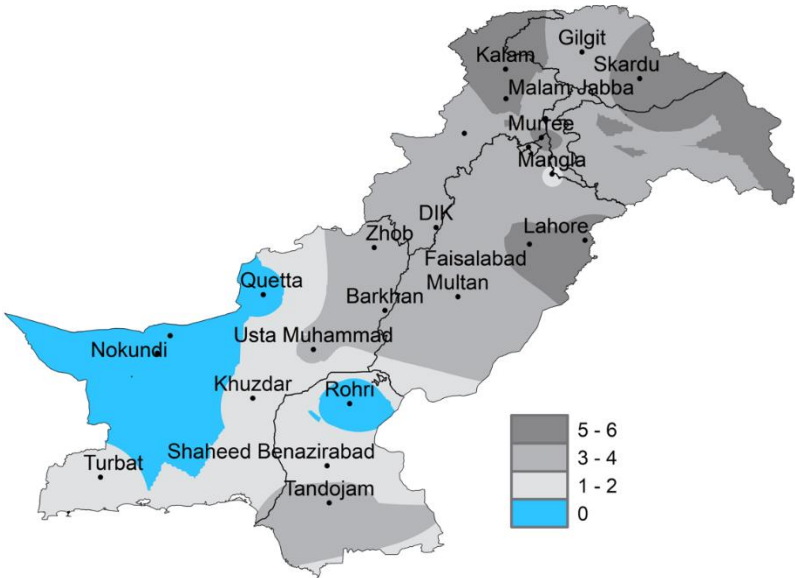 Gilgit
Kalam
Skardu
Malam Jabba
Murree
Mangla
DIK
Lahore
Zhob
Faisalabad
Quetta
Multan
Barkhan
Usta Muhammad
Nokundi
Khuzdar
Rohri
Shaheed Benazirabad
Turbat
Tandojam
5 - 6
3 - 4
1 - 2
0